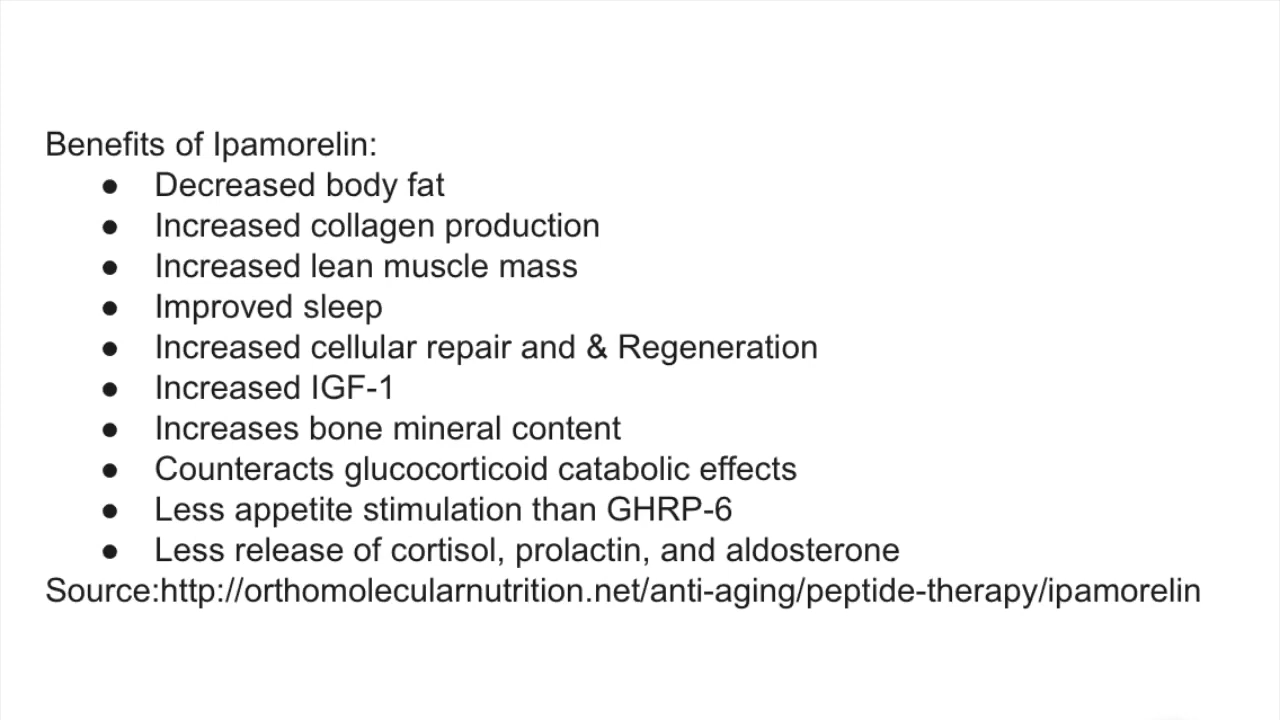 Benefits of Ipamorelin:
● Decreased body fat
● Increased collagen production
● Increased lean muscle mass
● Improved sleep
● Increased cellular repair and & Regeneration
● Increased IGF-1
● Increases bone mineral content
● Counteracts glucocorticoid catabolic effects
● Less appetite stimulation than GHRP-6
● Less release of cortisol, prolactin, and aldosterone
Source:http://orthomolecularnutrition.net/anti-aging/peptide-therapy/ipamorelin